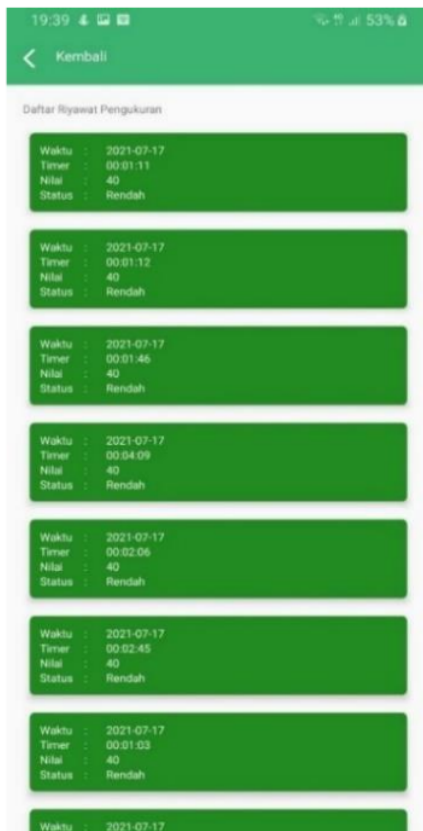 19:39 53%
Kembali
Daftar Riyawat Pengukuran
Waktu : 2021-07-17
Timer : 00:01:11
Nilai : 40
Status : Rendah
Waktu : 2021-07-17
Timer : 00:01:12
Nilai : 40
Status : Rendah
Waktu : 2021-07-17
Timer : 00:01:46
Nilai : 40
Status : Rendah
Waktu : 2021-07-17
Timer : 00:04:09
Nilai : 40
Status : Rendah
Waktu : 2021-07-17
Timer : 00:02:06
Nilai : 40
Status : Rendah
Waktu : 2021-07-17
Timer : 00:02:45
Nilai : 40
Status : Rendah
Waktu : 2021-07-17
Timer : 00:01:03
Nilai : 40
Status : Rendah
Waktu : 2021-07-17